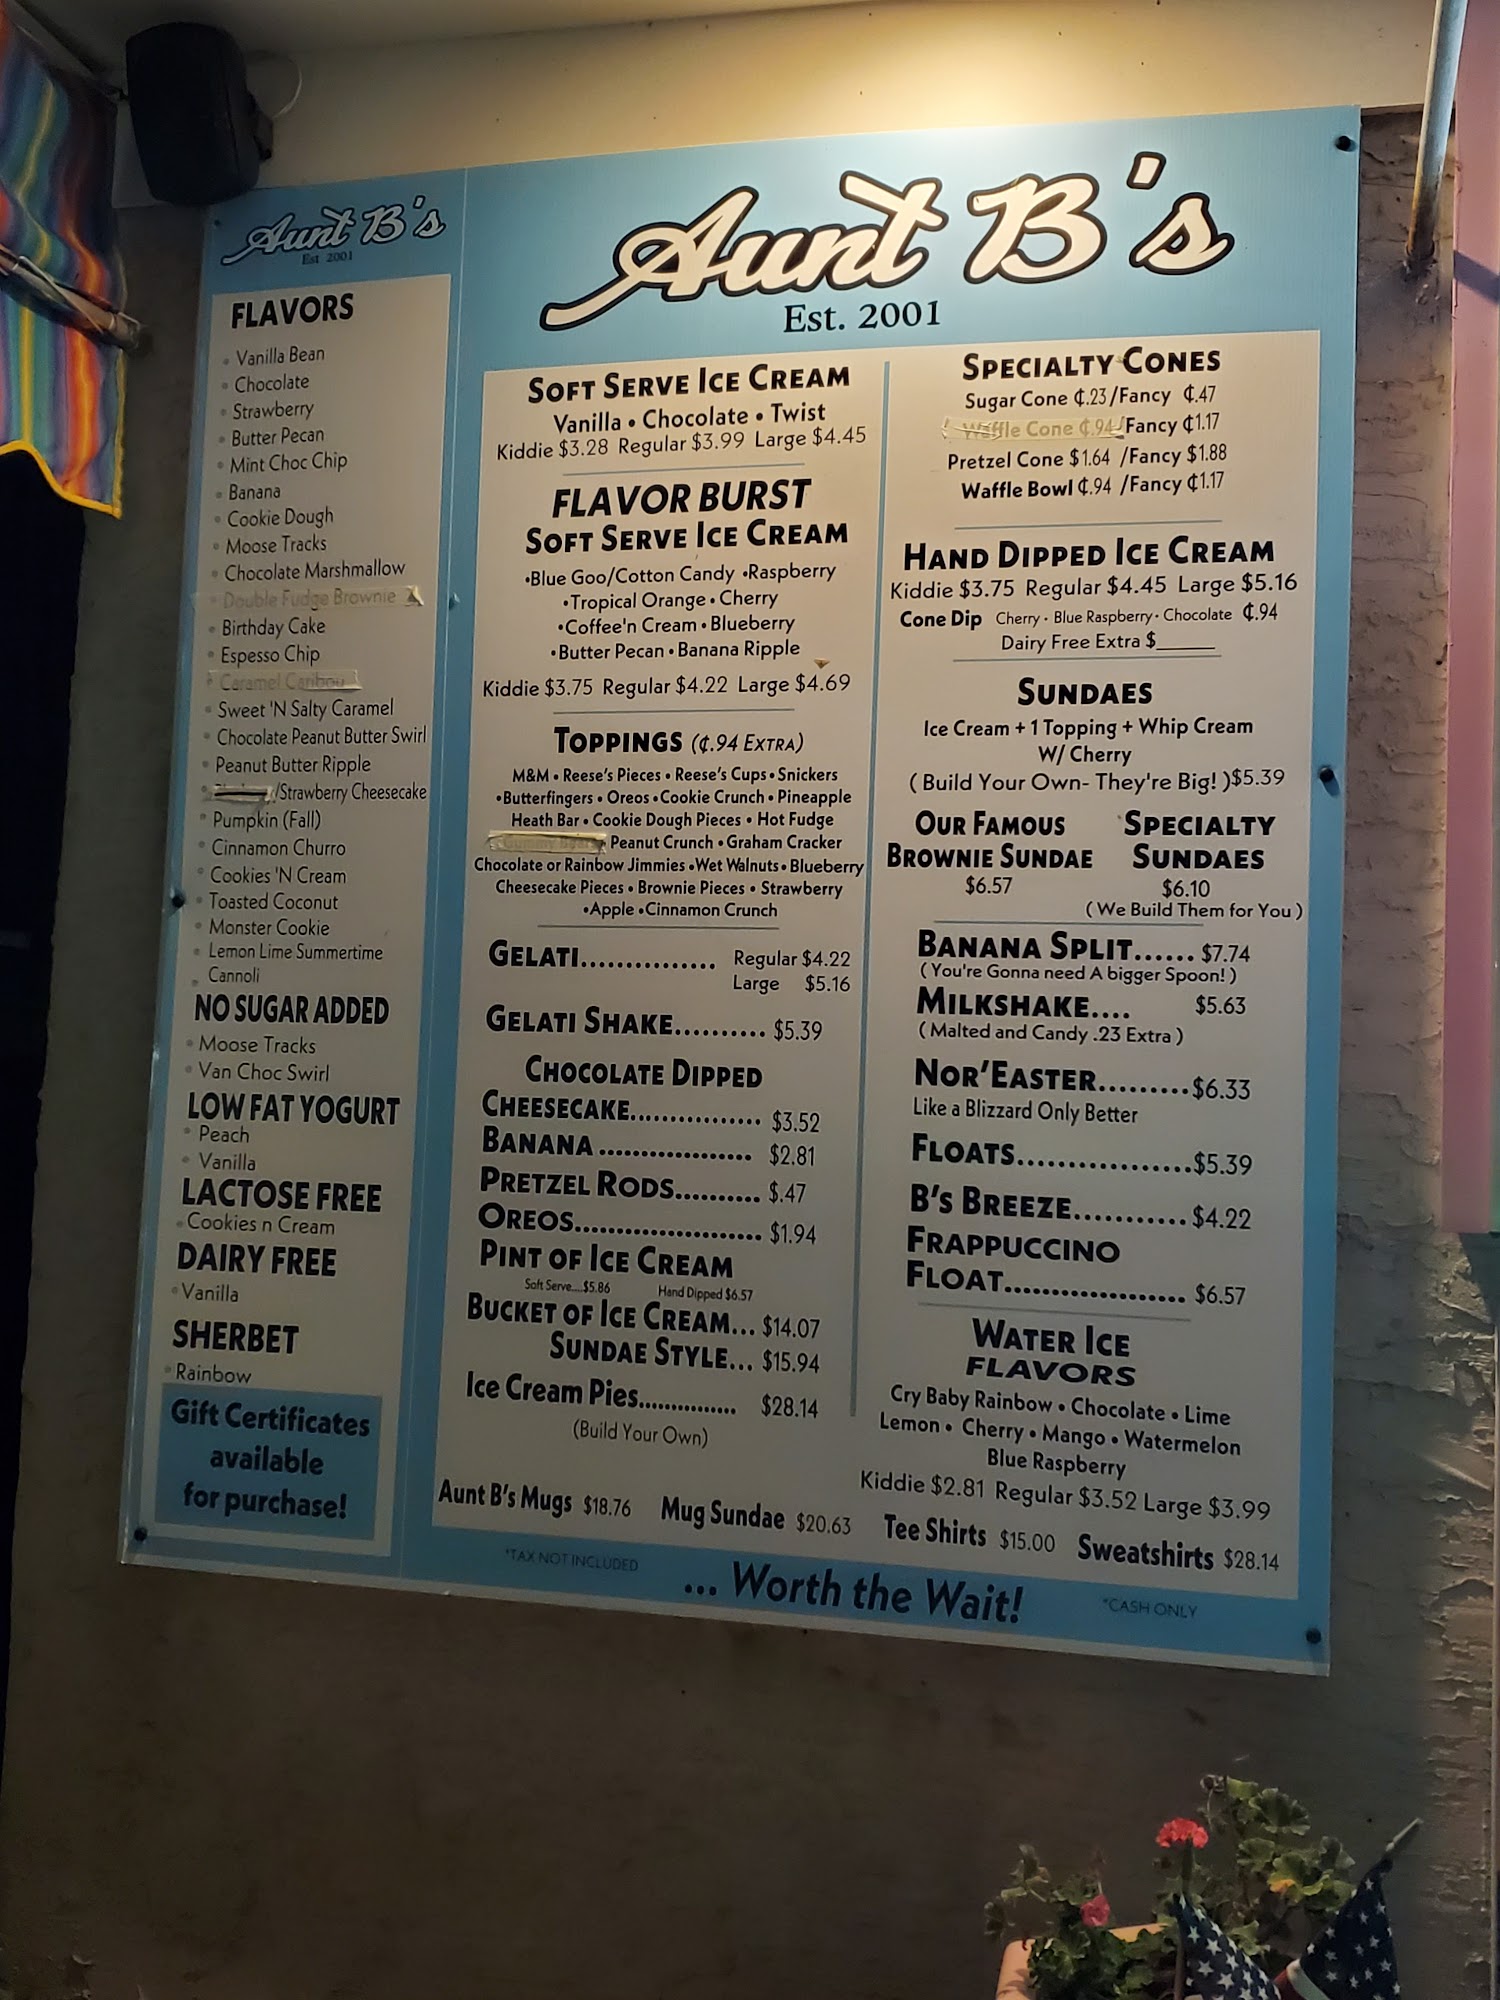 Aunt B's
Est 2001
FLAVORS
• Vanilla Bean
• Chocolate
• Strawberry
• Butter Pecan
• Mint Choc Chip
• Banana
• Cookie Dough
• Moose Tracks
• Chocolate Marshmallow
• Double Fudge Brownie
• Birthday Cake
• Espesso Chip
• Caramel Caribou
• Sweet 'N Salty Caramel
• Chocolate Peanut Butter Swirl
• Peanut Butter Ripple
• /Strawberry Cheesecake
• Pumpkin (Fall)
• Cinnamon Churro
• Cookies 'N Cream
• Toasted Coconut
• Monster Cookie
• Lemon Lime Summertime
• Cannoli
NO SUGAR ADDED
• Moose Tracks
• Van Choc Swirl
LOW FAT YOGURT
• Peach
• Vanilla
LACTOSE FREE
• Cookies n Cream
DAIRY FREE
• Vanilla
SHERBET
• Rainbow
Gift Certificates
available
for purchase!
Aunt B's
Est. 2001
SOFT SERVE ICE CREAM
Vanilla • Chocolate • Twist
Kiddie $3.28 Regular $3.99 Large $4.45
FLAVOR BURST
SOFT SERVE ICE CREAM
•Blue Goo/Cotton Candy •Raspberry
•Tropical Orange • Cherry
•Coffee'n Cream • Blueberry
•Butter Pecan • Banana Ripple
Kiddie $3.75 Regular $4.22 Large $4.69
TOPPINGS (¢.94 EXTRA)
M&M • Reese's Pieces • Reese's Cups • Snickers
•Butterfingers • Oreos •Cookie Crunch • Pineapple
Heath Bar • Cookie Dough Pieces • Hot Fudge
Gummy Bears Peanut Crunch • Graham Cracker
Chocolate or Rainbow Jimmies •Wet Walnuts • Blueberry
Cheesecake Pieces • Brownie Pieces • Strawberry
•Apple •Cinnamon Crunch
GELATI............... Regular $4.22
Large $5.16
GELATI SHAKE.......... $5.39
CHOCOLATE DIPPED
CHEESECAKE................ $3.52
BANANA .................. $2.81
PRETZEL RODS.......... $.47
OREOS...................... $1.94
PINT OF ICE CREAM
Soft Serve....$5.86 Hand Dipped $6.57
BUCKET OF ICE CREAM... $14.07
SUNDAE STYLE... $15.94
Ice Cream Pies............... $28.14
(Build Your Own)
SPECIALTY CONES
Sugar Cone ¢.23/Fancy ¢.47
Waffle Cone ¢.94/Fancy ¢1.17
Pretzel Cone $1.64 /Fancy $1.88
Waffle Bowl ¢.94 /Fancy ¢1.17
HAND DIPPED ICE CREAM
Kiddie $3.75 Regular $4.45 Large $5.16
Cone Dip Cherry • Blue Raspberry • Chocolate ¢.94
Dairy Free Extra $______
SUNDAES
Ice Cream + 1 Topping + Whip Cream
W/ Cherry
( Build Your Own- They're Big! )$5.39
OUR FAMOUS
BROWNIE SUNDAE
$6.57
SPECIALTY
SUNDAES
$6.10
( We Build Them for You )
BANANA SPLIT...... $7.74
( You're Gonna need A bigger Spoon! )
MILKSHAKE.... $5.63
( Malted and Candy .23 Extra )
NOR'EASTER.........$6.33
Like a Blizzard Only Better
FLOATS..................$5.39
B'S BREEZE...........$4.22
FRAPPUCCINO
FLOAT.................... $6.57
WATER ICE
FLAVORS
Cry Baby Rainbow • Chocolate • Lime
Lemon • Cherry • Mango • Watermelon
Blue Raspberry
Kiddie $2.81 Regular $3.52 Large $3.99
Aunt B's Mugs $18.76 Mug Sundae $20.63 Tee Shirts $15.00 Sweatshirts $28.14
*TAX NOT INCLUDED
... Worth the Wait!
*CASH ONLY